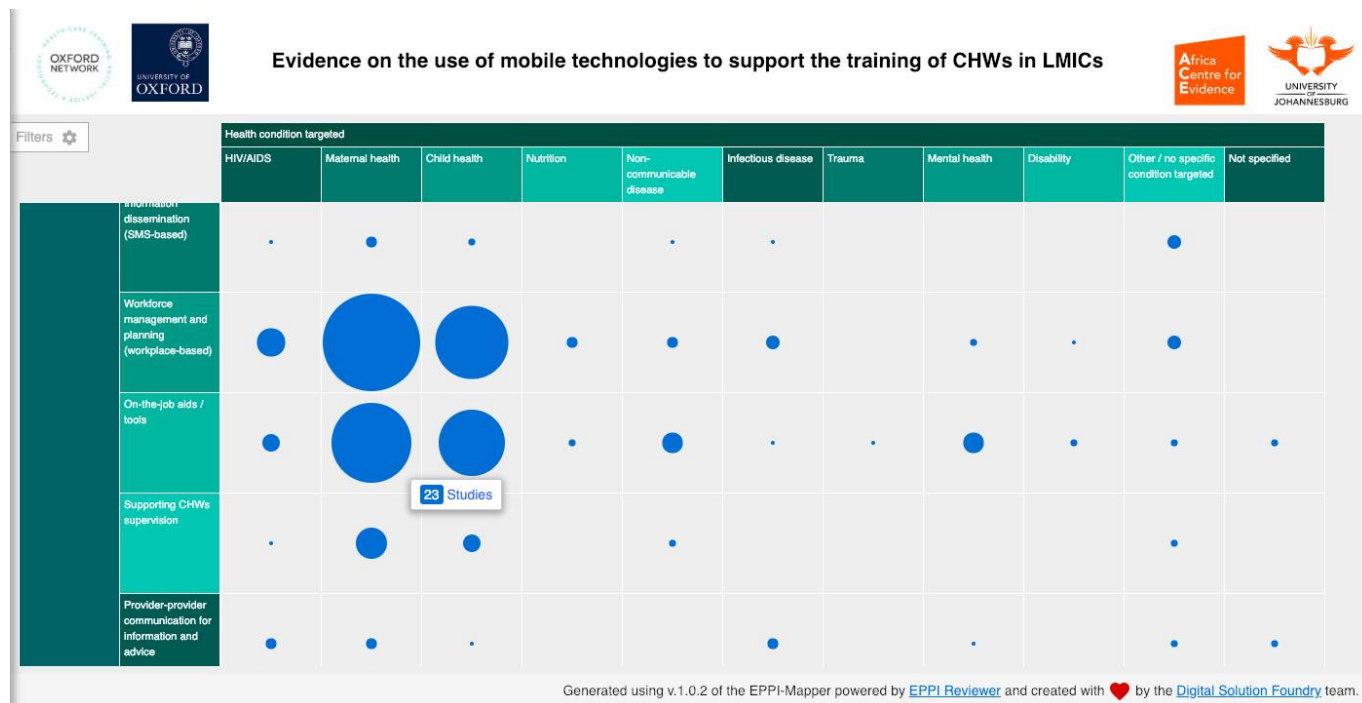 OXFORD
NETWORK
UNIVERSITY OF
OXFORD
Evidence on the use of mobile technologies to support the training of CHWs in LMICs
Africa
Centre for
Evidence
UNIVERSITY
OF
JOHANNESBURG
Filters
Health condition targeted
HIV/AIDS
Maternal health
Child health
Nutrition
Non-
communicable
disease
Infectious disease
Trauma
Mental health
Disability
Other / no specific
condition targeted
Not specified
information
dissemination
(SMS-based)
Workforce
management and
planning
(workplace-based)
On-the-job aids /
tools
23 Studies
Supporting CHWs
supervision
Provider-provider
communication for
information and
advice
Generated using v.1.0.2 of the EPPI-Mapper powered by EPPI Reviewer and created with by the Digital Solution Foundry team.